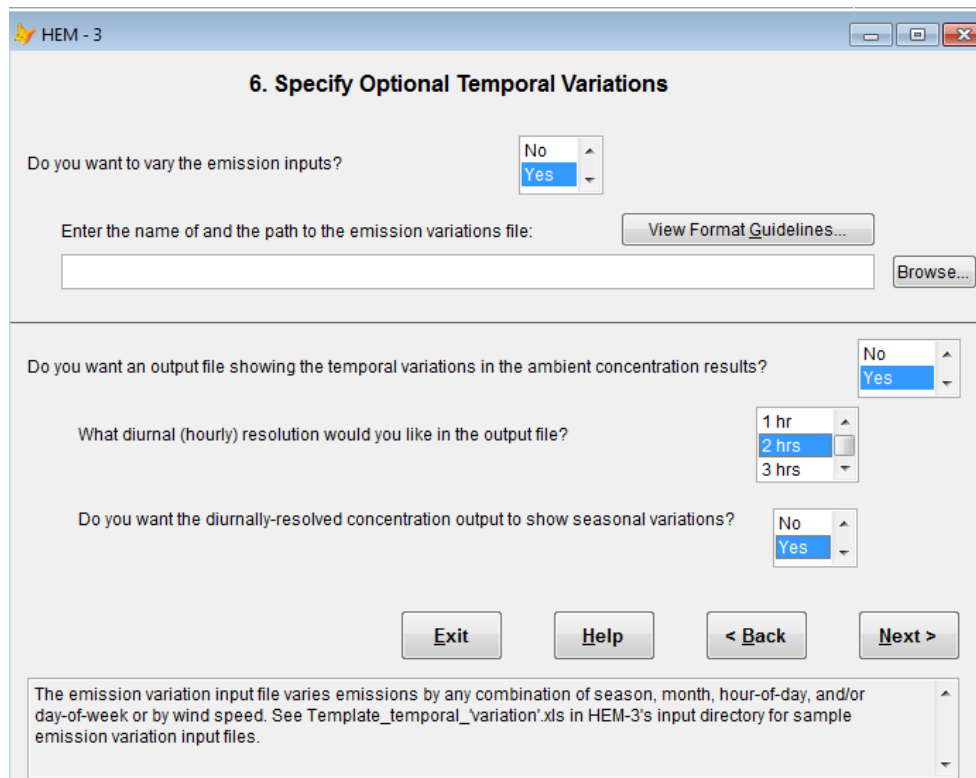 HEM - 3
6. Specify Optional Temporal Variations
Do you want to vary the emission inputs?
No
Yes
Enter the name of and the path to the emission variations file:
View Format Guidelines...
Browse...
Do you want an output file showing the temporal variations in the ambient concentration results?
No
Yes
What diurnal (hourly) resolution would you like in the output file?
1 hr
2 hrs
3 hrs
Do you want the diurnally-resolved concentration output to show seasonal variations?
No
Yes
Exit
Help
< Back
Next >
The emission variation input file varies emissions by any combination of season, month, hour-of-day, and/or
day-of-week or by wind speed. See Template_temporal_'variation'.xls in HEM-3's input directory for sample
emission variation input files.